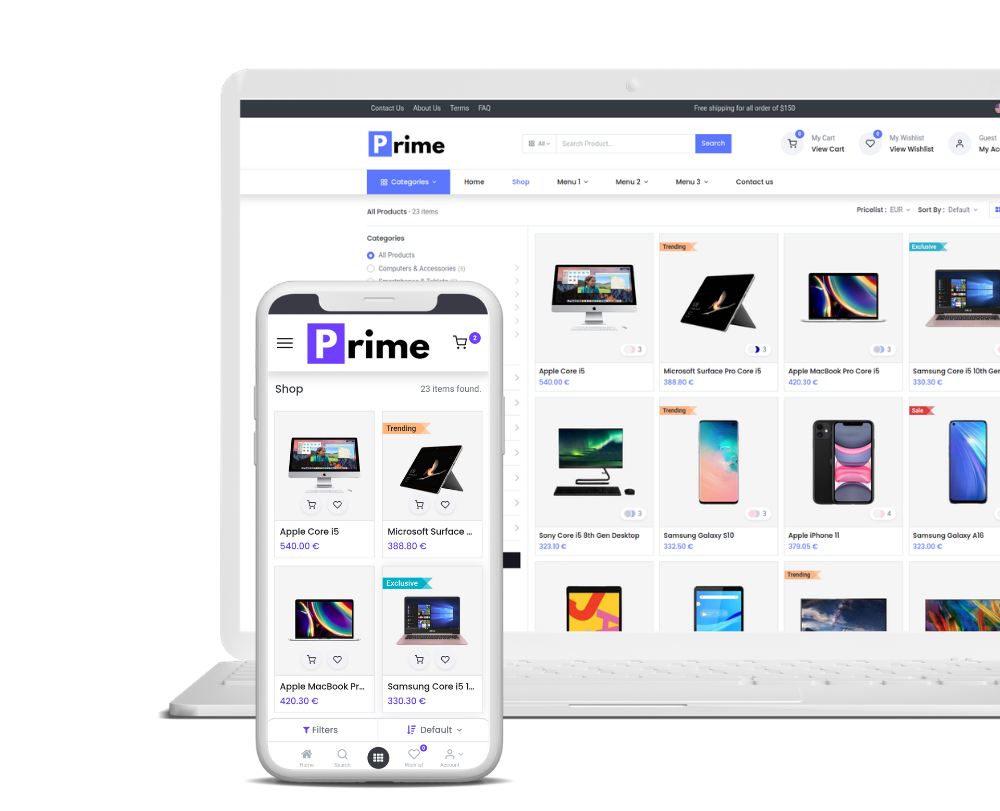 Contact Us About Us Terms FAQ
Free shipping for all order of $150
Prime
All
Search Product...
Search
0
My Cart
View Cart
0
My Wishlist
View Wishlist
Guest
Categories
Home
Shop
Menu 1
Menu 2
Menu 3
Contact us
All Products - 23 items
Pricelist : EUR
Sort By : Default
Categories
All Products
Computers & Accessories (8)
Trending
Exclusive
3
3
3
Apple Core i5
540.00 €
Microsoft Surface Pro Core i5
388.80 €
Apple MacBook Pro Core i5
420.30 €
Samsung Core i5 10th Gen
330.30 €
Trending
Sale
3
3
4
Sony Core i5 8th Gen Desktop
323.10 €
Samsung Galaxy S10
332.50 €
Apple iPhone 11
379.05 €
Samsung Galaxy A16
323.00 €
Trending
Prime
2
Shop
23 items found.
Trending
Apple Core i5
540.00 €
Microsoft Surface ...
388.80 €
Exclusive
Apple MacBook Pr...
420.30 €
Samsung Core i5 1...
330.30 €
Filters
Default
Home
Search
0
Wishlist
Account